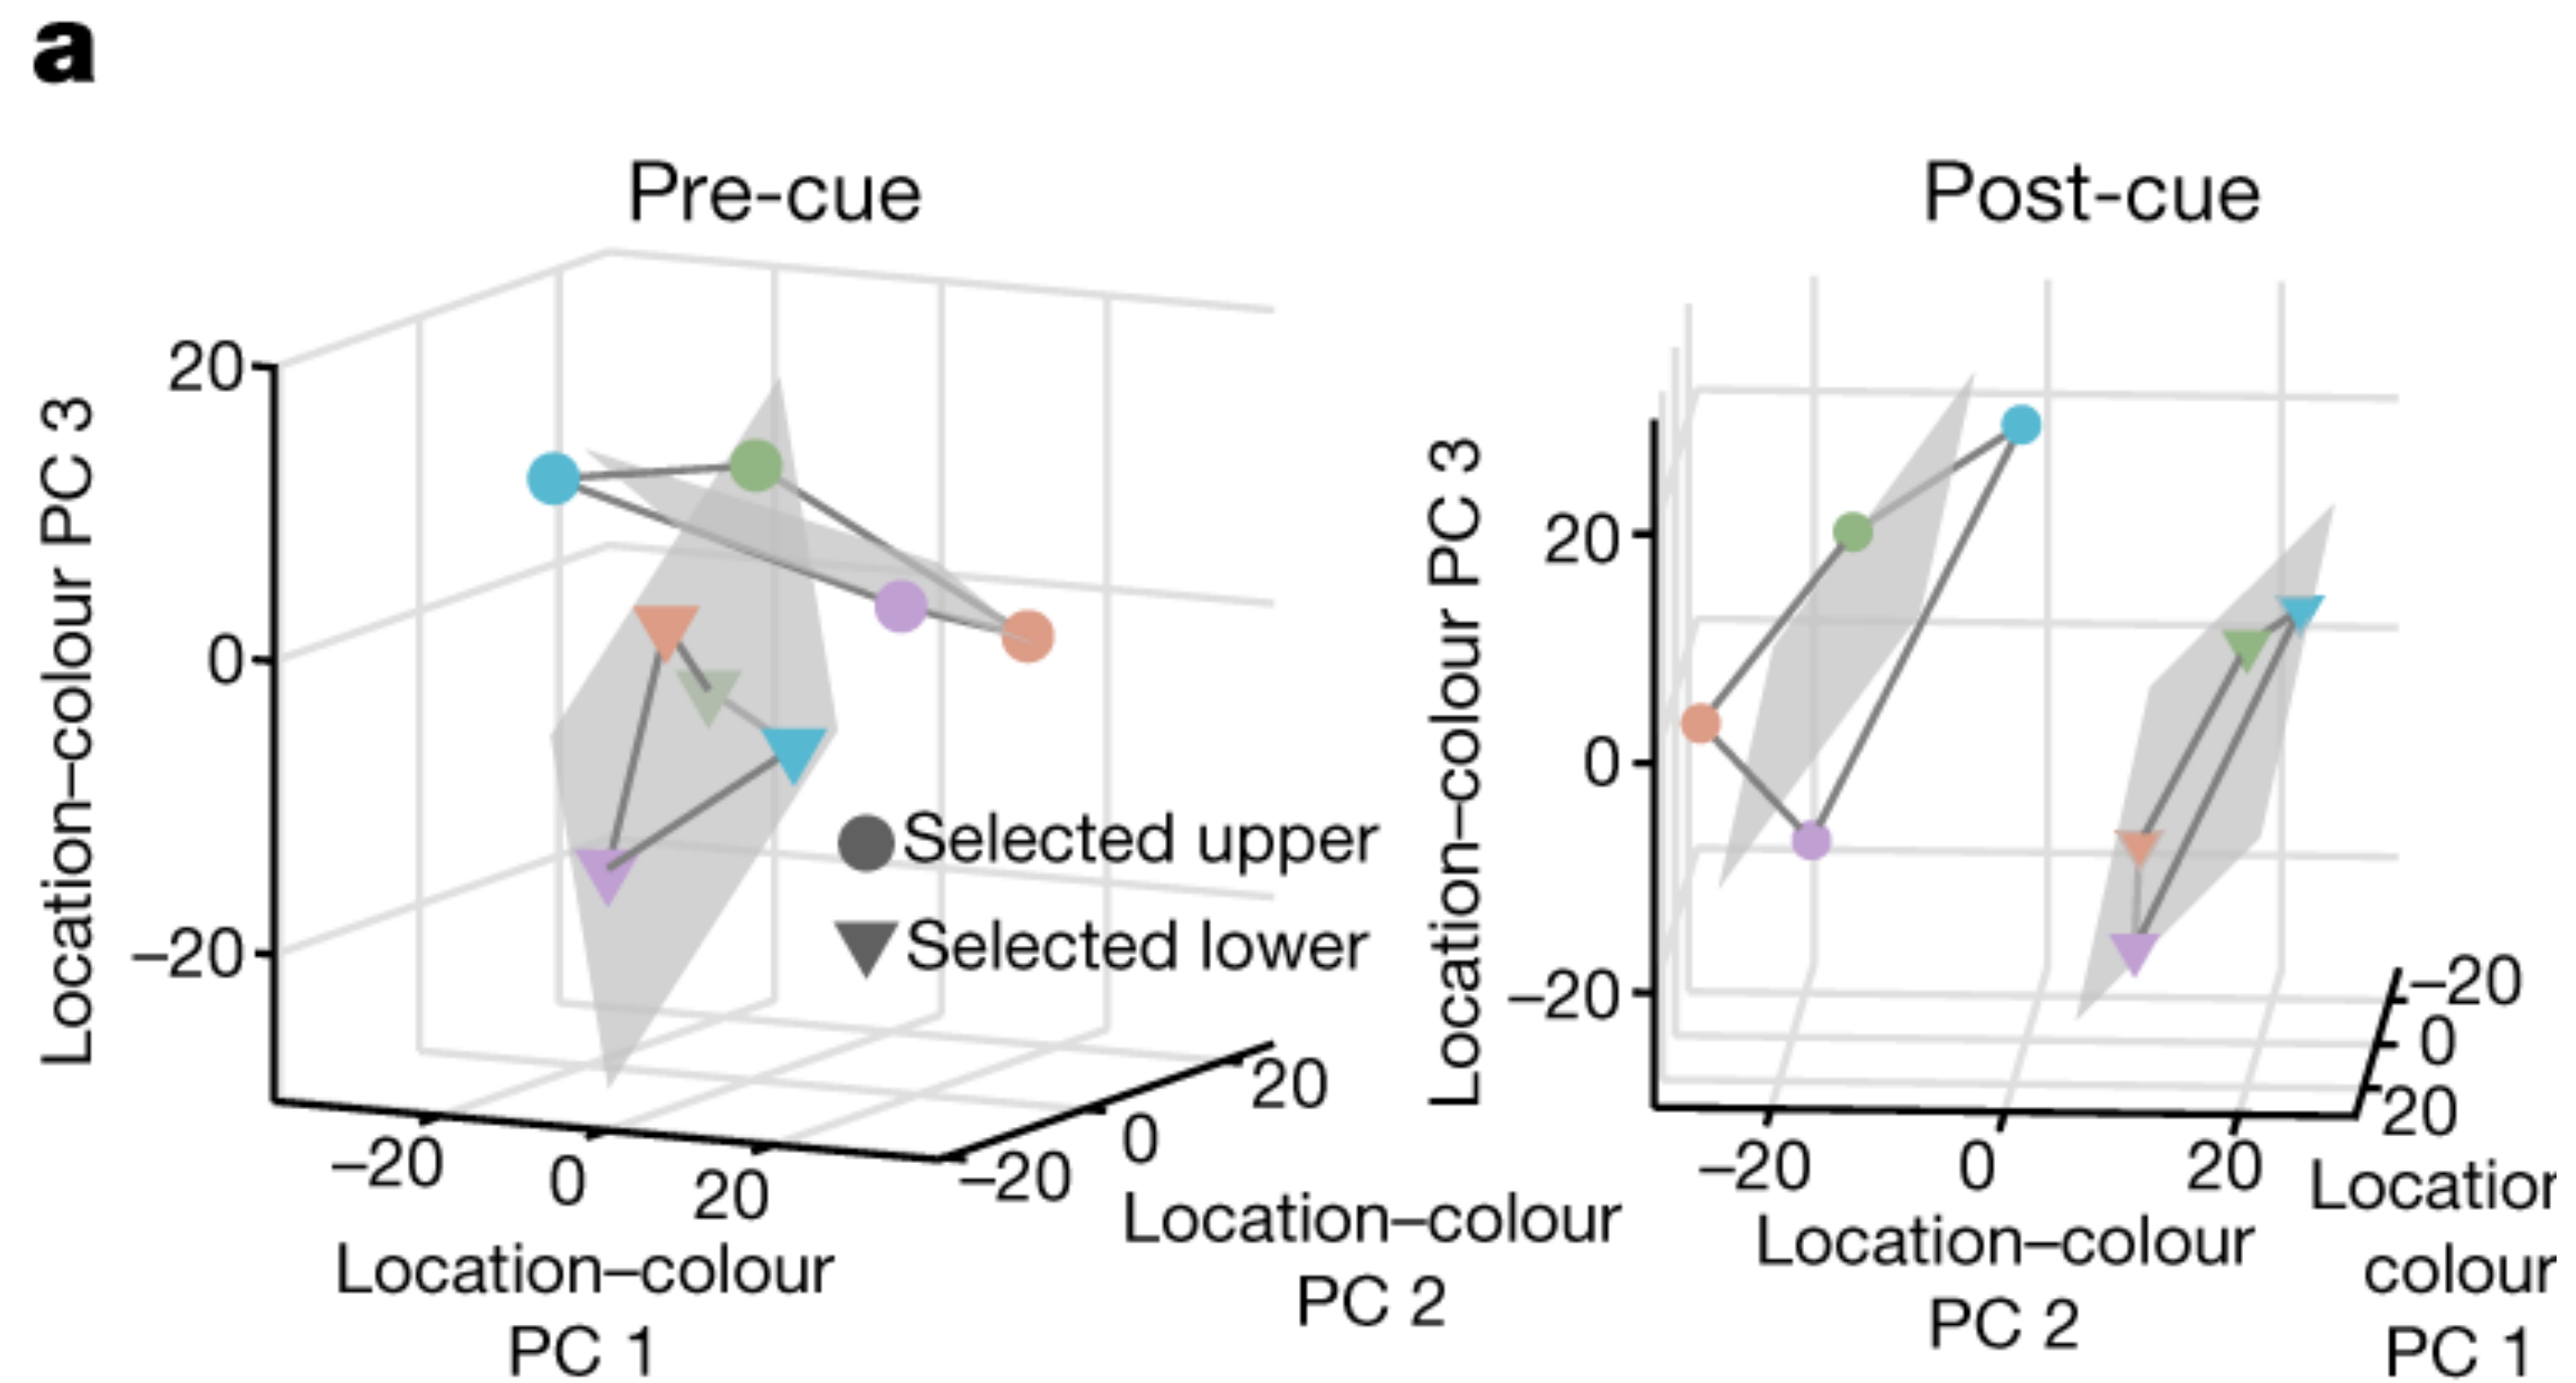 a
Pre-cue
Post-cue
Location–colour PC 3
20
0
–20
–20
0
20
Location–colour
PC 1
–20
0
20
Location–colour
PC 2
Selected upper
Selected lower
Location–colour PC 3
20
0
–20
–20
0
20
Location–colour
PC 2
–20
0
20
Location
colour
PC 1